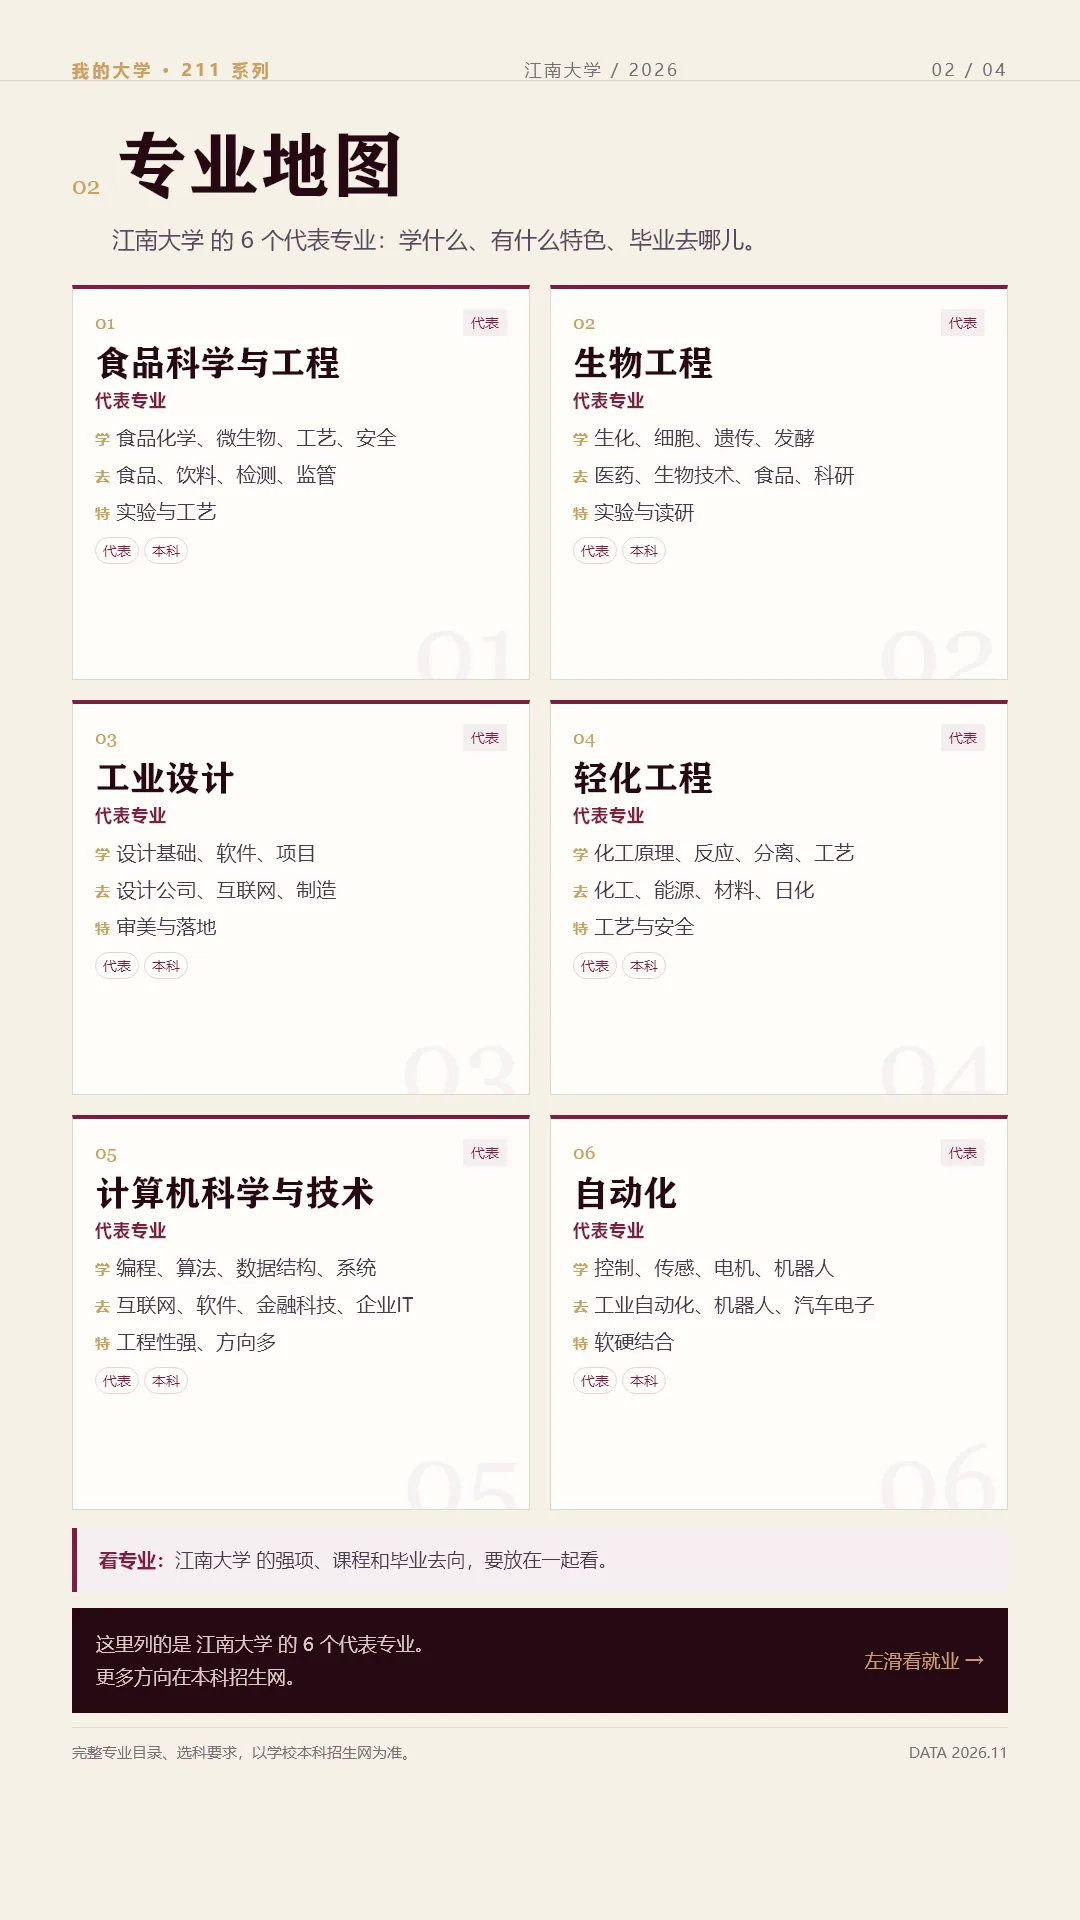 我的大学 · 211 系列
江南大学 / 2026
02 / 04
02 专业地图
江南大学 的 6 个代表专业：学什么、有什么特色、毕业去哪儿。
01
代表
食品科学与工程
代表专业
学 食品化学、微生物、工艺、安全
去 食品、饮料、检测、监管
特 实验与工艺
代表 本科
01
02
代表
生物工程
代表专业
学 生化、细胞、遗传、发酵
去 医药、生物技术、食品、科研
特 实验与读研
代表 本科
02
03
代表
工业设计
代表专业
学 设计基础、软件、项目
去 设计公司、互联网、制造
特 审美与落地
代表 本科
03
04
代表
轻化工程
代表专业
学 化工原理、反应、分离、工艺
去 化工、能源、材料、日化
特 工艺与安全
代表 本科
04
05
代表
计算机科学与技术
代表专业
学 编程、算法、数据结构、系统
去 互联网、软件、金融科技、企业IT
特 工程性强、方向多
代表 本科
05
06
代表
自动化
代表专业
学 控制、传感、电机、机器人
去 工业自动化、机器人、汽车电子
特 软硬结合
代表 本科
06
看专业：江南大学 的强项、课程和毕业去向，要放在一起看。
这里列的是 江南大学 的 6 个代表专业。
更多方向在本科招生网。
左滑看就业 →
完整专业目录、选科要求，以学校本科招生网为准。
DATA 2026.11